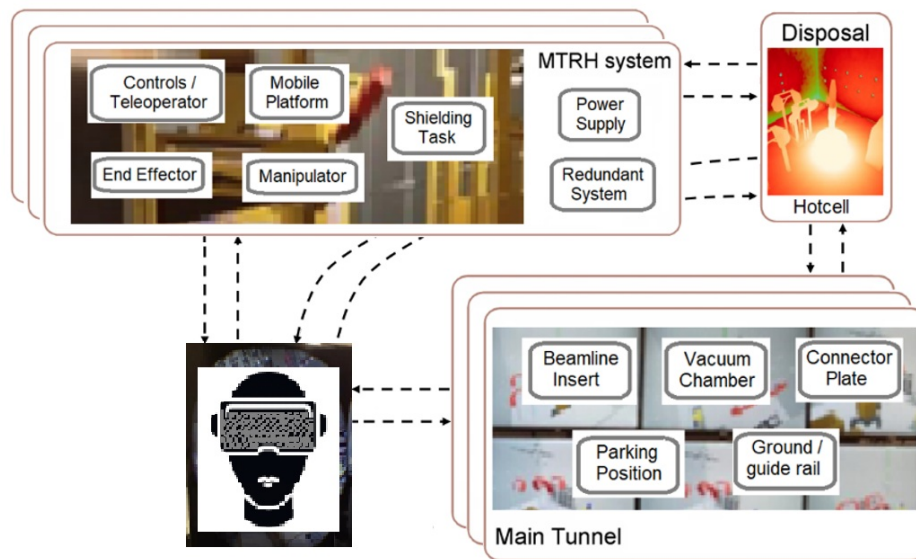 Controls /
Teleoperator
Mobile
Platform
Shielding
Task
End Effector
Manipulator
MTRH system
Power
Supply
Redundant
System
Disposal
Hotcell
Beamline
Insert
Vacuum
Chamber
Connector
Plate
Parking
Position
Ground /
guide rail
Main Tunnel